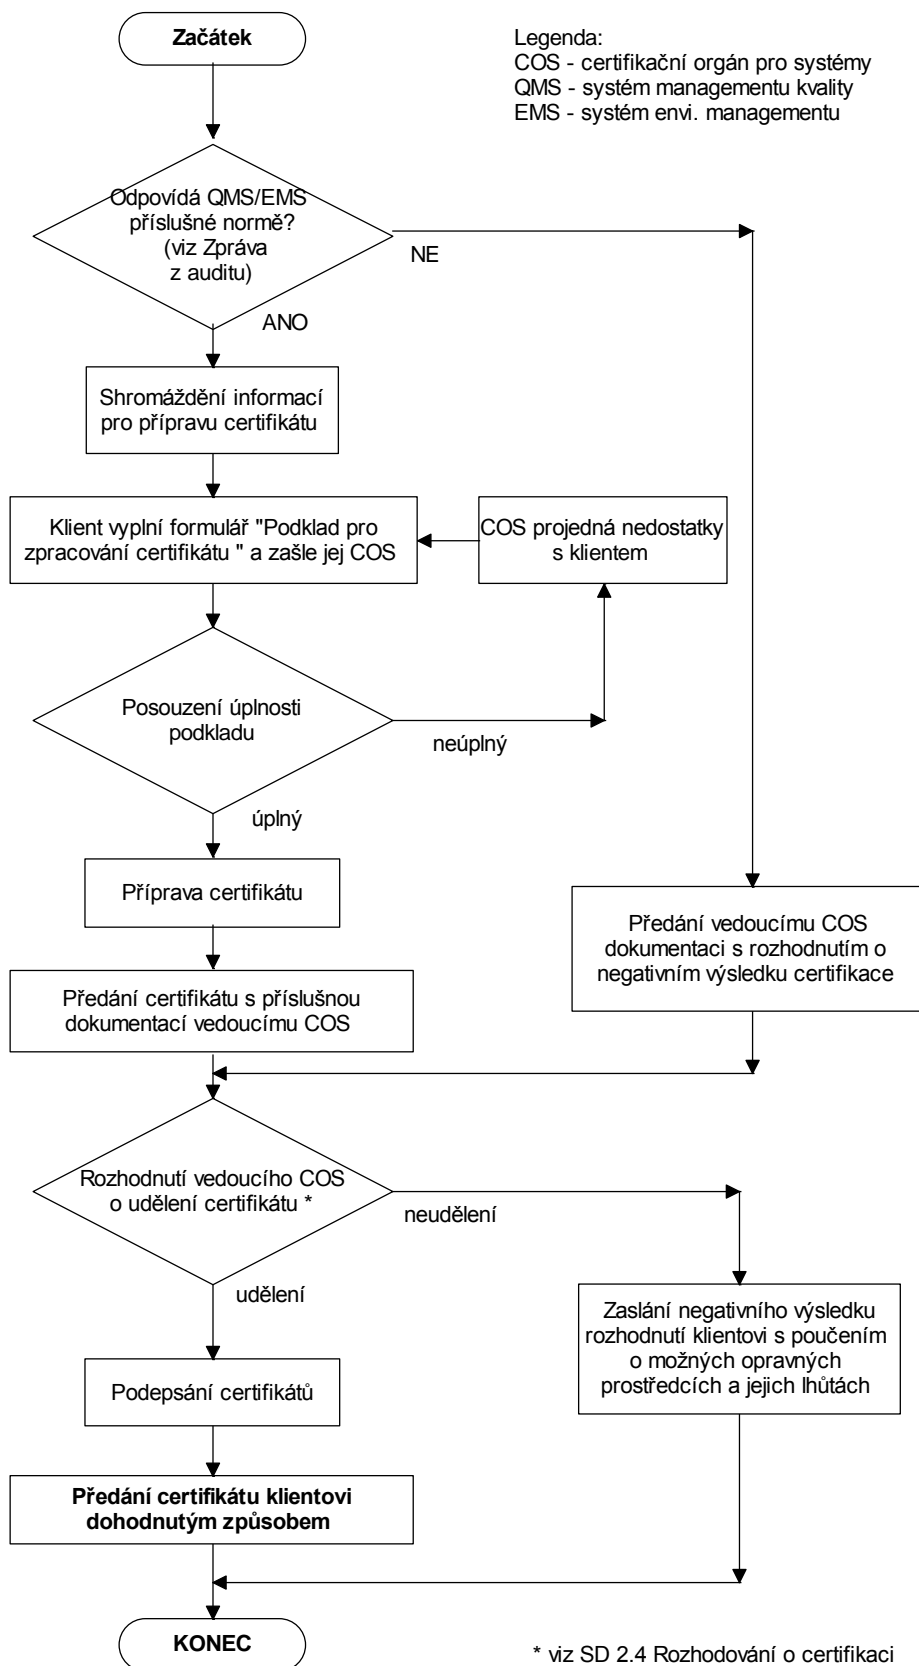 Začátek
Legenda:
COS - certifikační orgán pro systémy
QMS - systém managementu kvality
EMS - systém envi. managementu
Odpovídá QMS/EMS
příslušné normě?
(viz Zpráva
z auditu)
NE
ANO
Shromáždění informací
pro přípravu certifikátu
Klient vyplní formulář "Podklad pro
zpracování certifikátu " a zašle jej COS
COS projedná nedostatky
s klientem
Posouzení úplnosti
podkladu
neúplný
úplný
Příprava certifikátu
Předání vedoucímu COS
dokumentaci s rozhodnutím o
negativním výsledku certifikace
Předání certifikátu s příslušnou
dokumentací vedoucímu COS
Rozhodnutí vedoucího COS
o udělení certifikátu *
neudělení
udělení
Zaslání negativního výsledku
rozhodnutí klientovi s poučením
o možných opravných
prostředcích a jejich lhůtách
Podepsání certifikátů
Předání certifikátu klientovi
dohodnutým způsobem
KONEC
* viz SD 2.4 Rozhodování o certifikaci